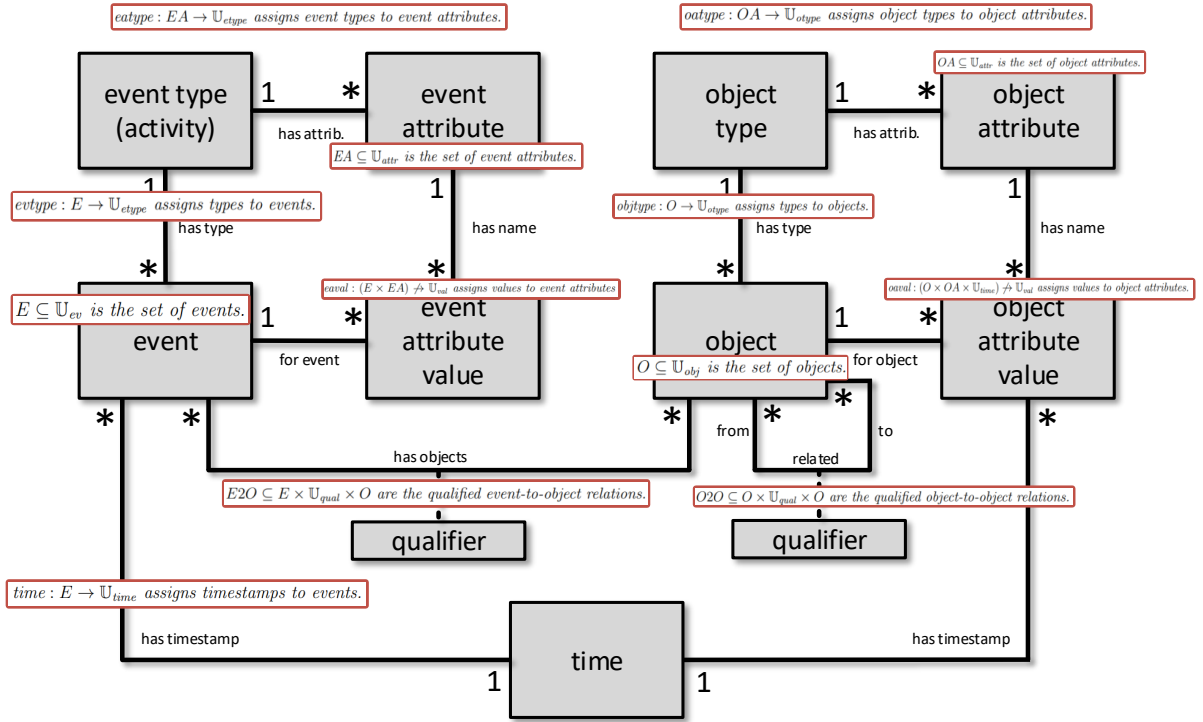 eatype : EA → 𝕌etype assigns event types to event attributes.
oatype : OA → 𝕌otype assigns object types to object attributes.
event type
(activity)
1
*
has attrib.
event
attribute
EA ⊆ 𝕌attr is the set of event attributes.
object
type
1
*
has attrib.
OA ⊆ 𝕌attr is the set of object attributes.
object
attribute
1
evtype : E → 𝕌etype assigns types to events.
has type
*
1
has name
*
1
objtype : O → 𝕌otype assigns types to objects.
has type
*
1
has name
*
E ⊆ 𝕌ev is the set of events.
event
1
*
for event
eaval : (E × EA) ↛ 𝕌val assigns values to event attributes
event
attribute
value
object
O ⊆ 𝕌obj is the set of objects.
1
*
for object
oaval : (O × OA × 𝕌time) ↛ 𝕌val assigns values to object attributes.
object
attribute
value
*
*
*
*
*
*
has objects
from
to
related
E2O ⊆ E × 𝕌qual × O are the qualified event-to-object relations.
O2O ⊆ O × 𝕌qual × O are the qualified object-to-object relations.
qualifier
qualifier
time : E → 𝕌time assigns timestamps to events.
has timestamp
1
time
1
has timestamp